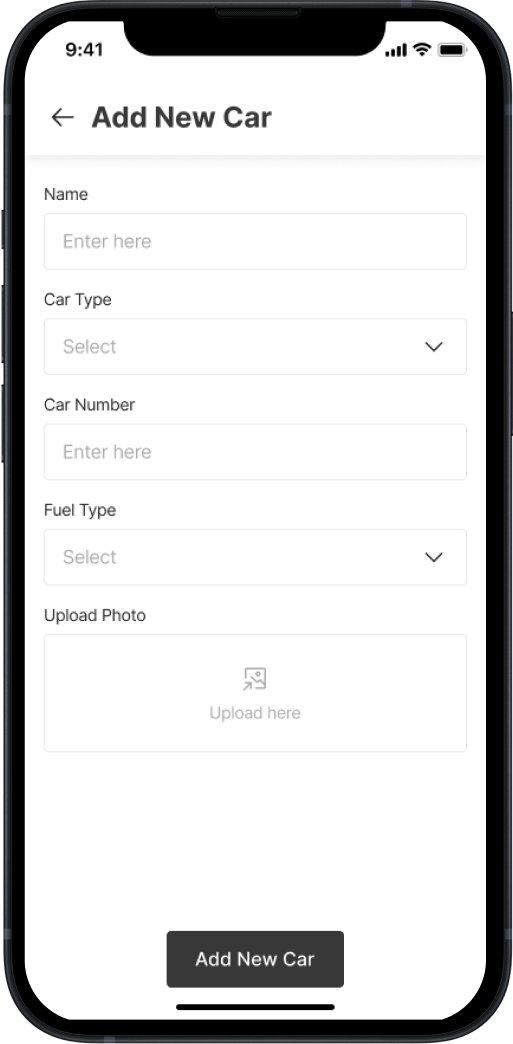 9:41
Add New Car
Name
Enter here
Car Type
Select
Car Number
Enter here
Fuel Type
Select
Upload Photo
Upload here
Add New Car